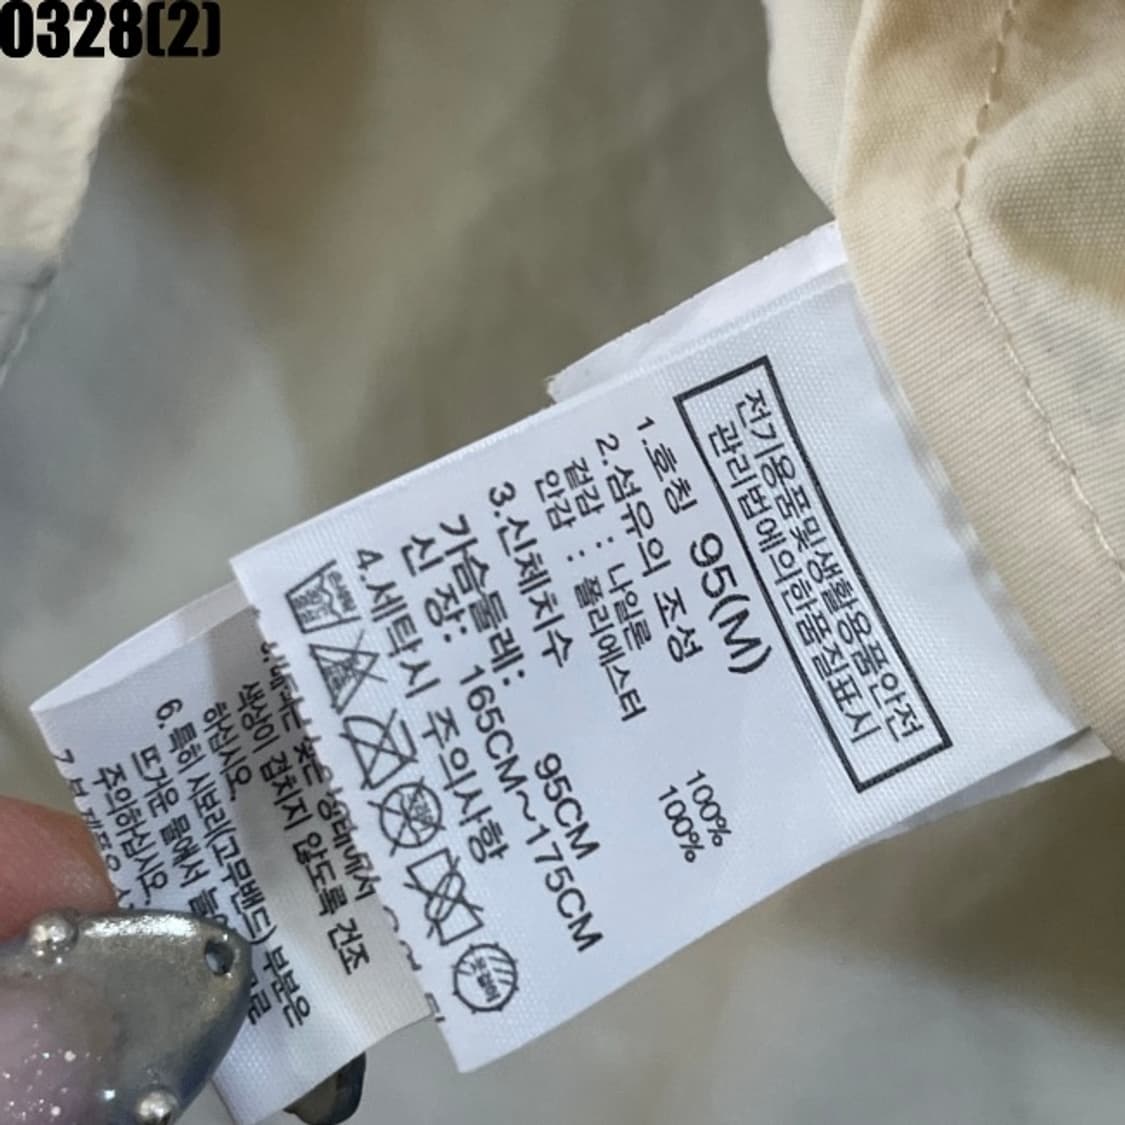 0328(2)
전기용품및생활용품안전
관리법에의한품질표시
1.호칭 95(M)
2.섬유의 조성
겉감 : 나일론 100%
안감 : 폴리에스터 100%
3.신체치수
가슴둘레: 95CM
신 장: 165CM~175CM
4.세탁시 주의사항
색상이 겹치지 않도록 건조
하십시오
6. 특히 시보리(고무밴드) 부분은
뜨거운 물에서
주의하십시오